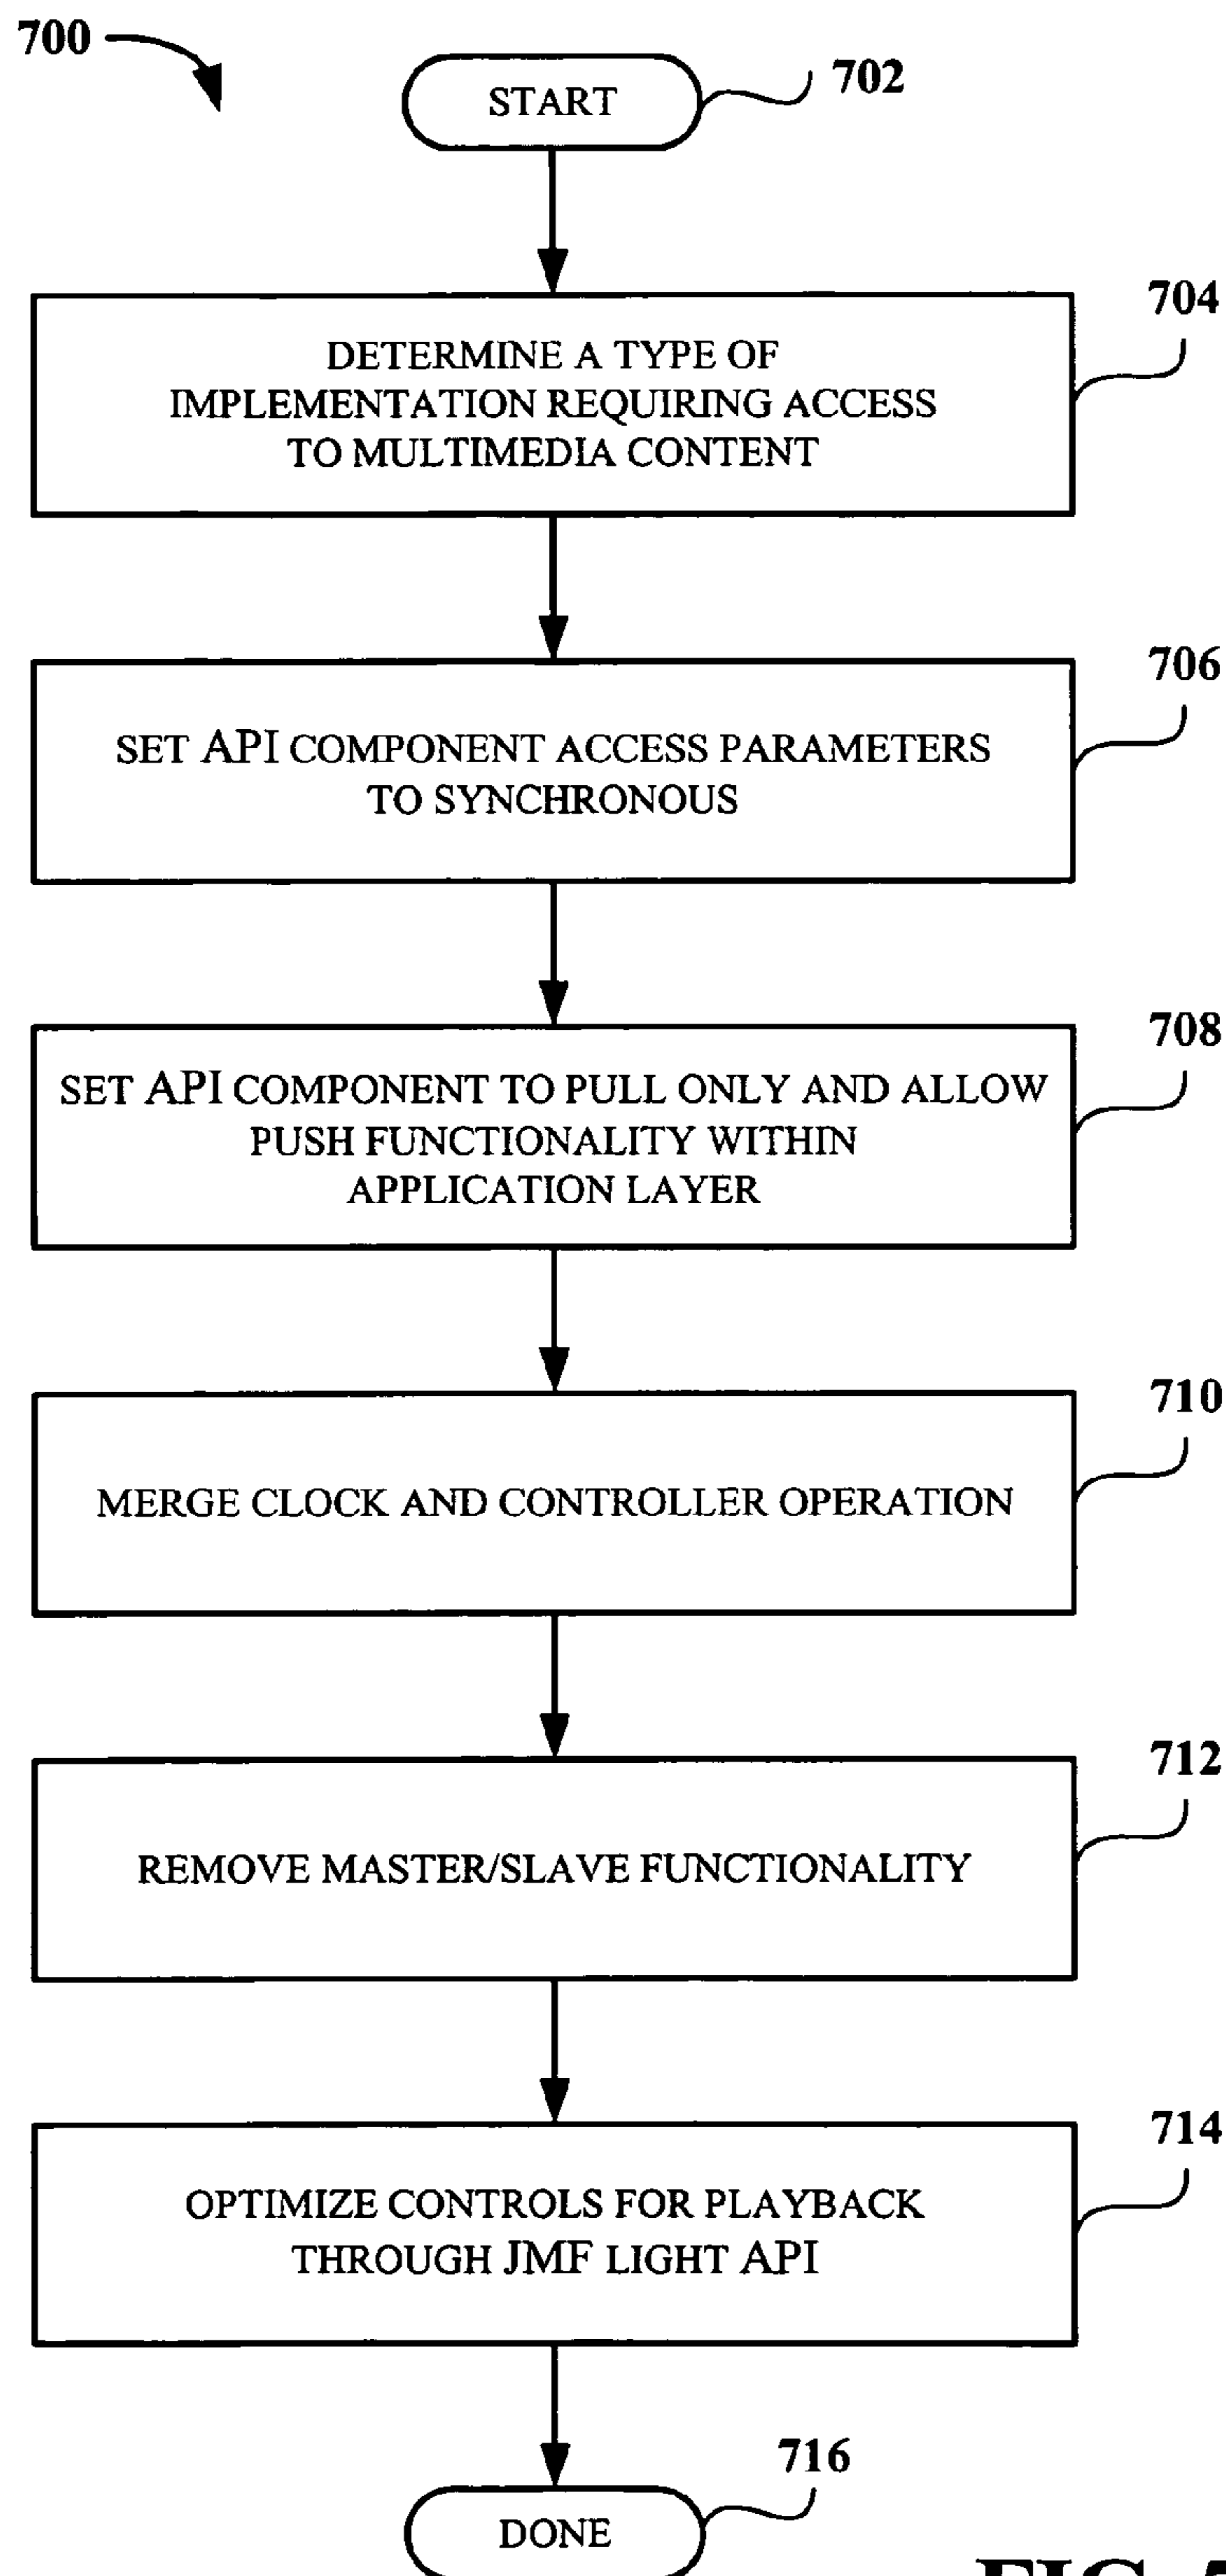 700
START
702
704
DETERMINE A TYPE OF
IMPLEMENTATION REQUIRING ACCESS
TO MULTIMEDIA CONTENT
706
SET API COMPONENT ACCESS PARAMETERS
TO SYNCHRONOUS
708
SET API COMPONENT TO PULL ONLY AND ALLOW
PUSH FUNCTIONALITY WITHIN
APPLICATION LAYER
710
MERGE CLOCK AND CONTROLLER OPERATION
712
REMOVE MASTER/SLAVE FUNCTIONALITY
714
OPTIMIZE CONTROLS FOR PLAYBACK
THROUGH JMF LIGHT API
716
DONE